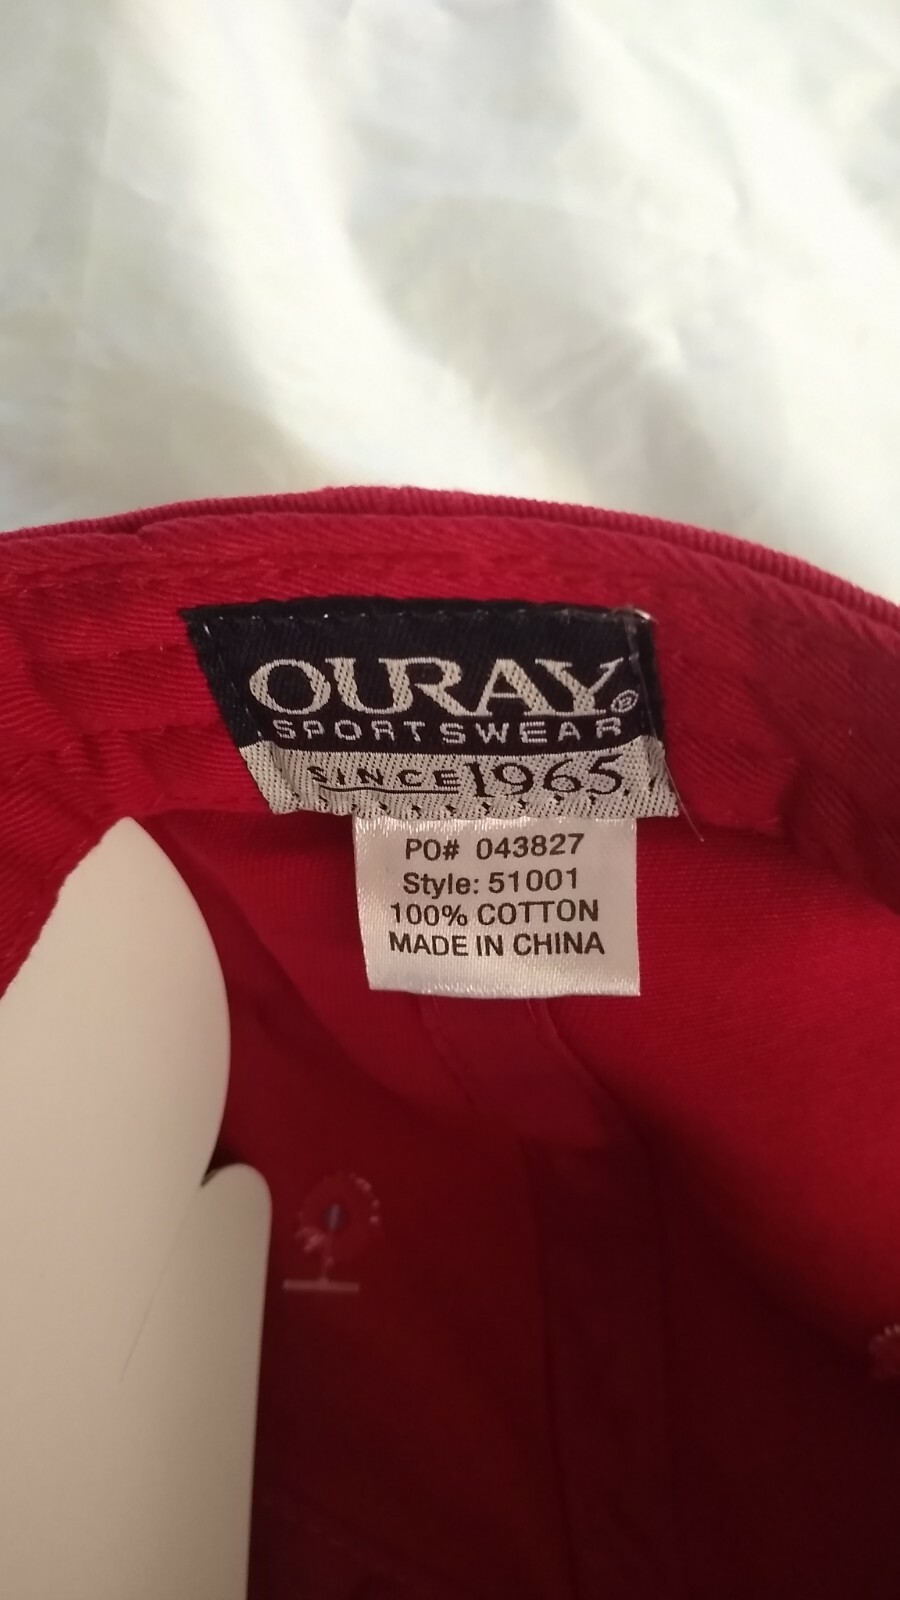 OURAY®
SPORTSWEAR
SINCE 1965
PO# 043827
Style: 51001
100% COTTON
MADE IN CHINA